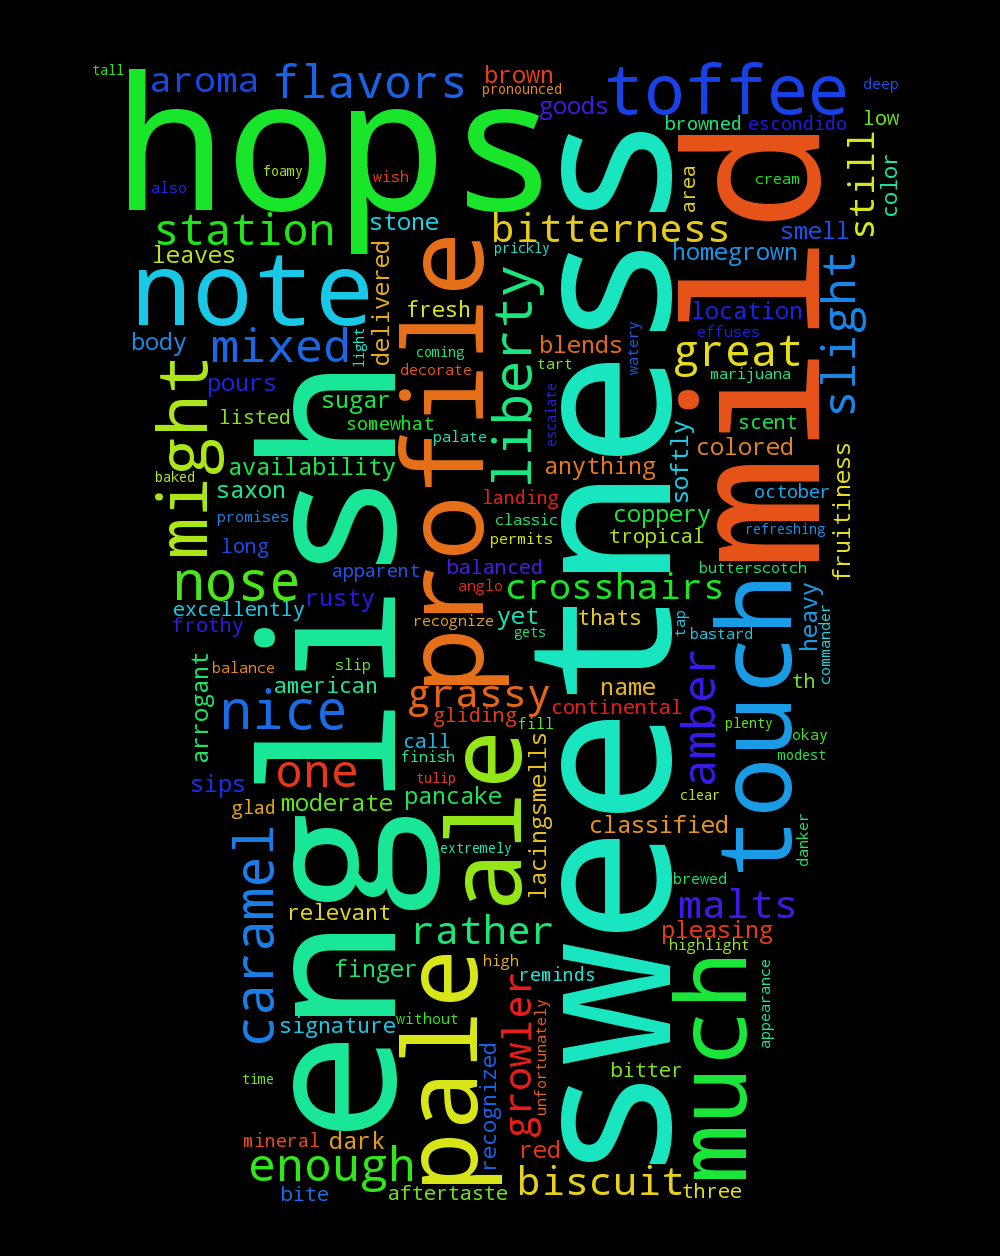 tall
aroma
flavors
brown
pronounced
goods
toffee
deep
hops
browned
escondido
low
sweetness
mild
area
cream
still
color
foamy
wish
also
station
stone
bitterness
smell
leaves
note
delivered
profile
prickly
homegrown
slight
fresh
liberty
location
effuses
body
mixed
light
coming
blends
watery
great
might
pours
decorate
tart
marijuana
english
sugar
escalate
listed
somewhat
palate
softly
scent
colored
fruitiness
availability
anything
baked
saxon
landing
october
promises
classic
coppery
refreshing
long
permits
tropical
apparent
balanced
butterscotch
nose
anglo
crosshairs
touch
rusty
excellently
recognize
yet
thats
tap
heavy
commander
frothy
gets
bastard
arrogant
balance
slip
american
grassy
name
amber
th
nice
gliding
fill
continental
plenty
okay
call
finish
ale
lacingsmells
modest
one
tulip
sips
pancake
clear
glad
moderate
classified
danker
caramel
extremely
brewed
relevant
malts
rather
pleasing
highlight
finger
pale
high
reminds
much
appearance
signature
without
growler
unfortunately
recognized
bitter
time
mineral
dark
red
enough
bite
aftertaste
biscuit
three